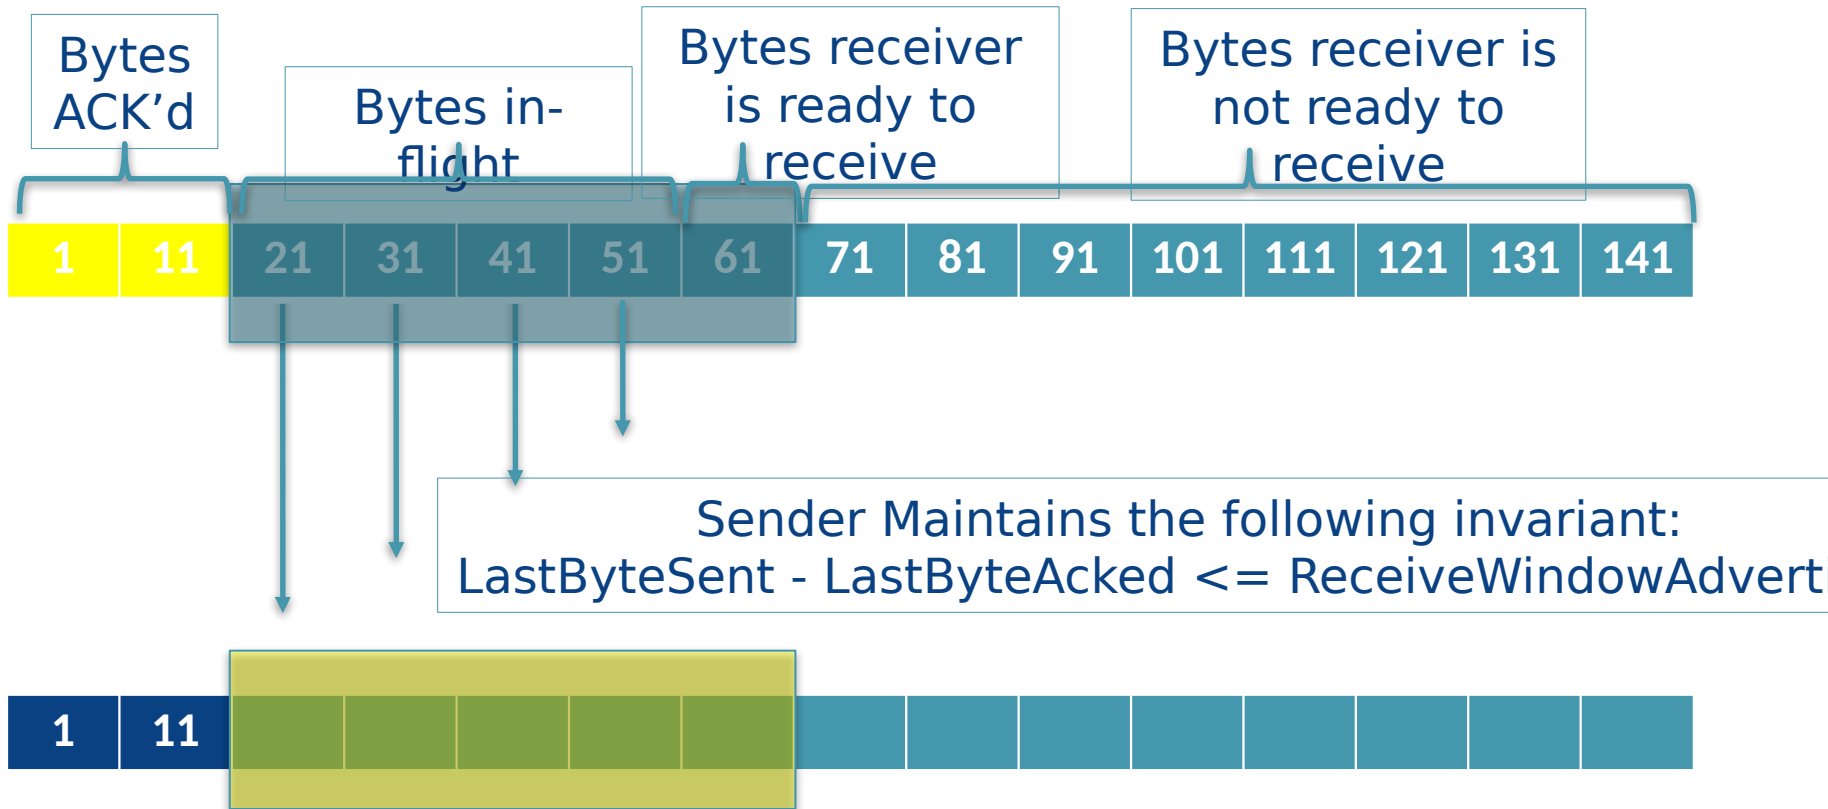 Bytes
ACK’d
Bytes in-
flight
Bytes receiver
is ready to
receive
Bytes receiver is
not ready to
receive
1 11 21 31 41 51 61 71 81 91 101 111 121 131 141
Sender Maintains the following invariant:
LastByteSent - LastByteAcked <= ReceiveWindowAdverti
1 11